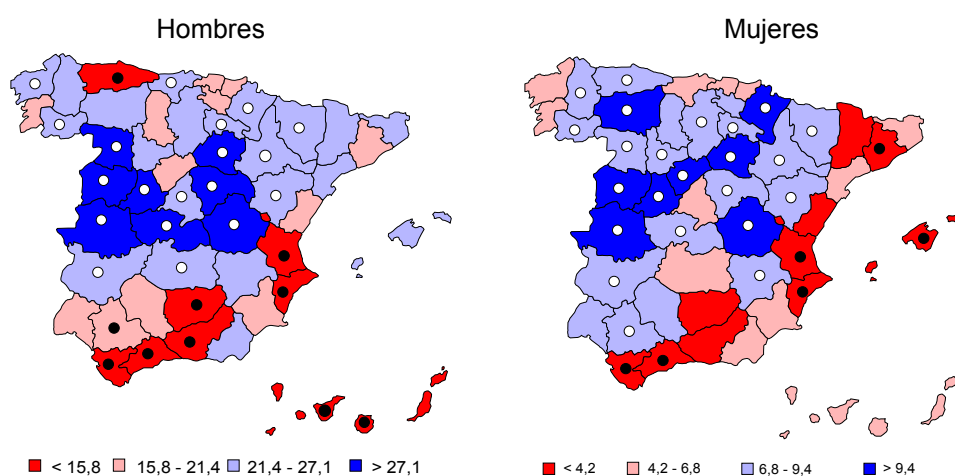 Hombres
Mujeres
< 15,8 15,8 - 21,4 21,4 - 27,1 > 27,1
< 4,2 4,2 - 6,8 6,8 - 9,4 > 9,4